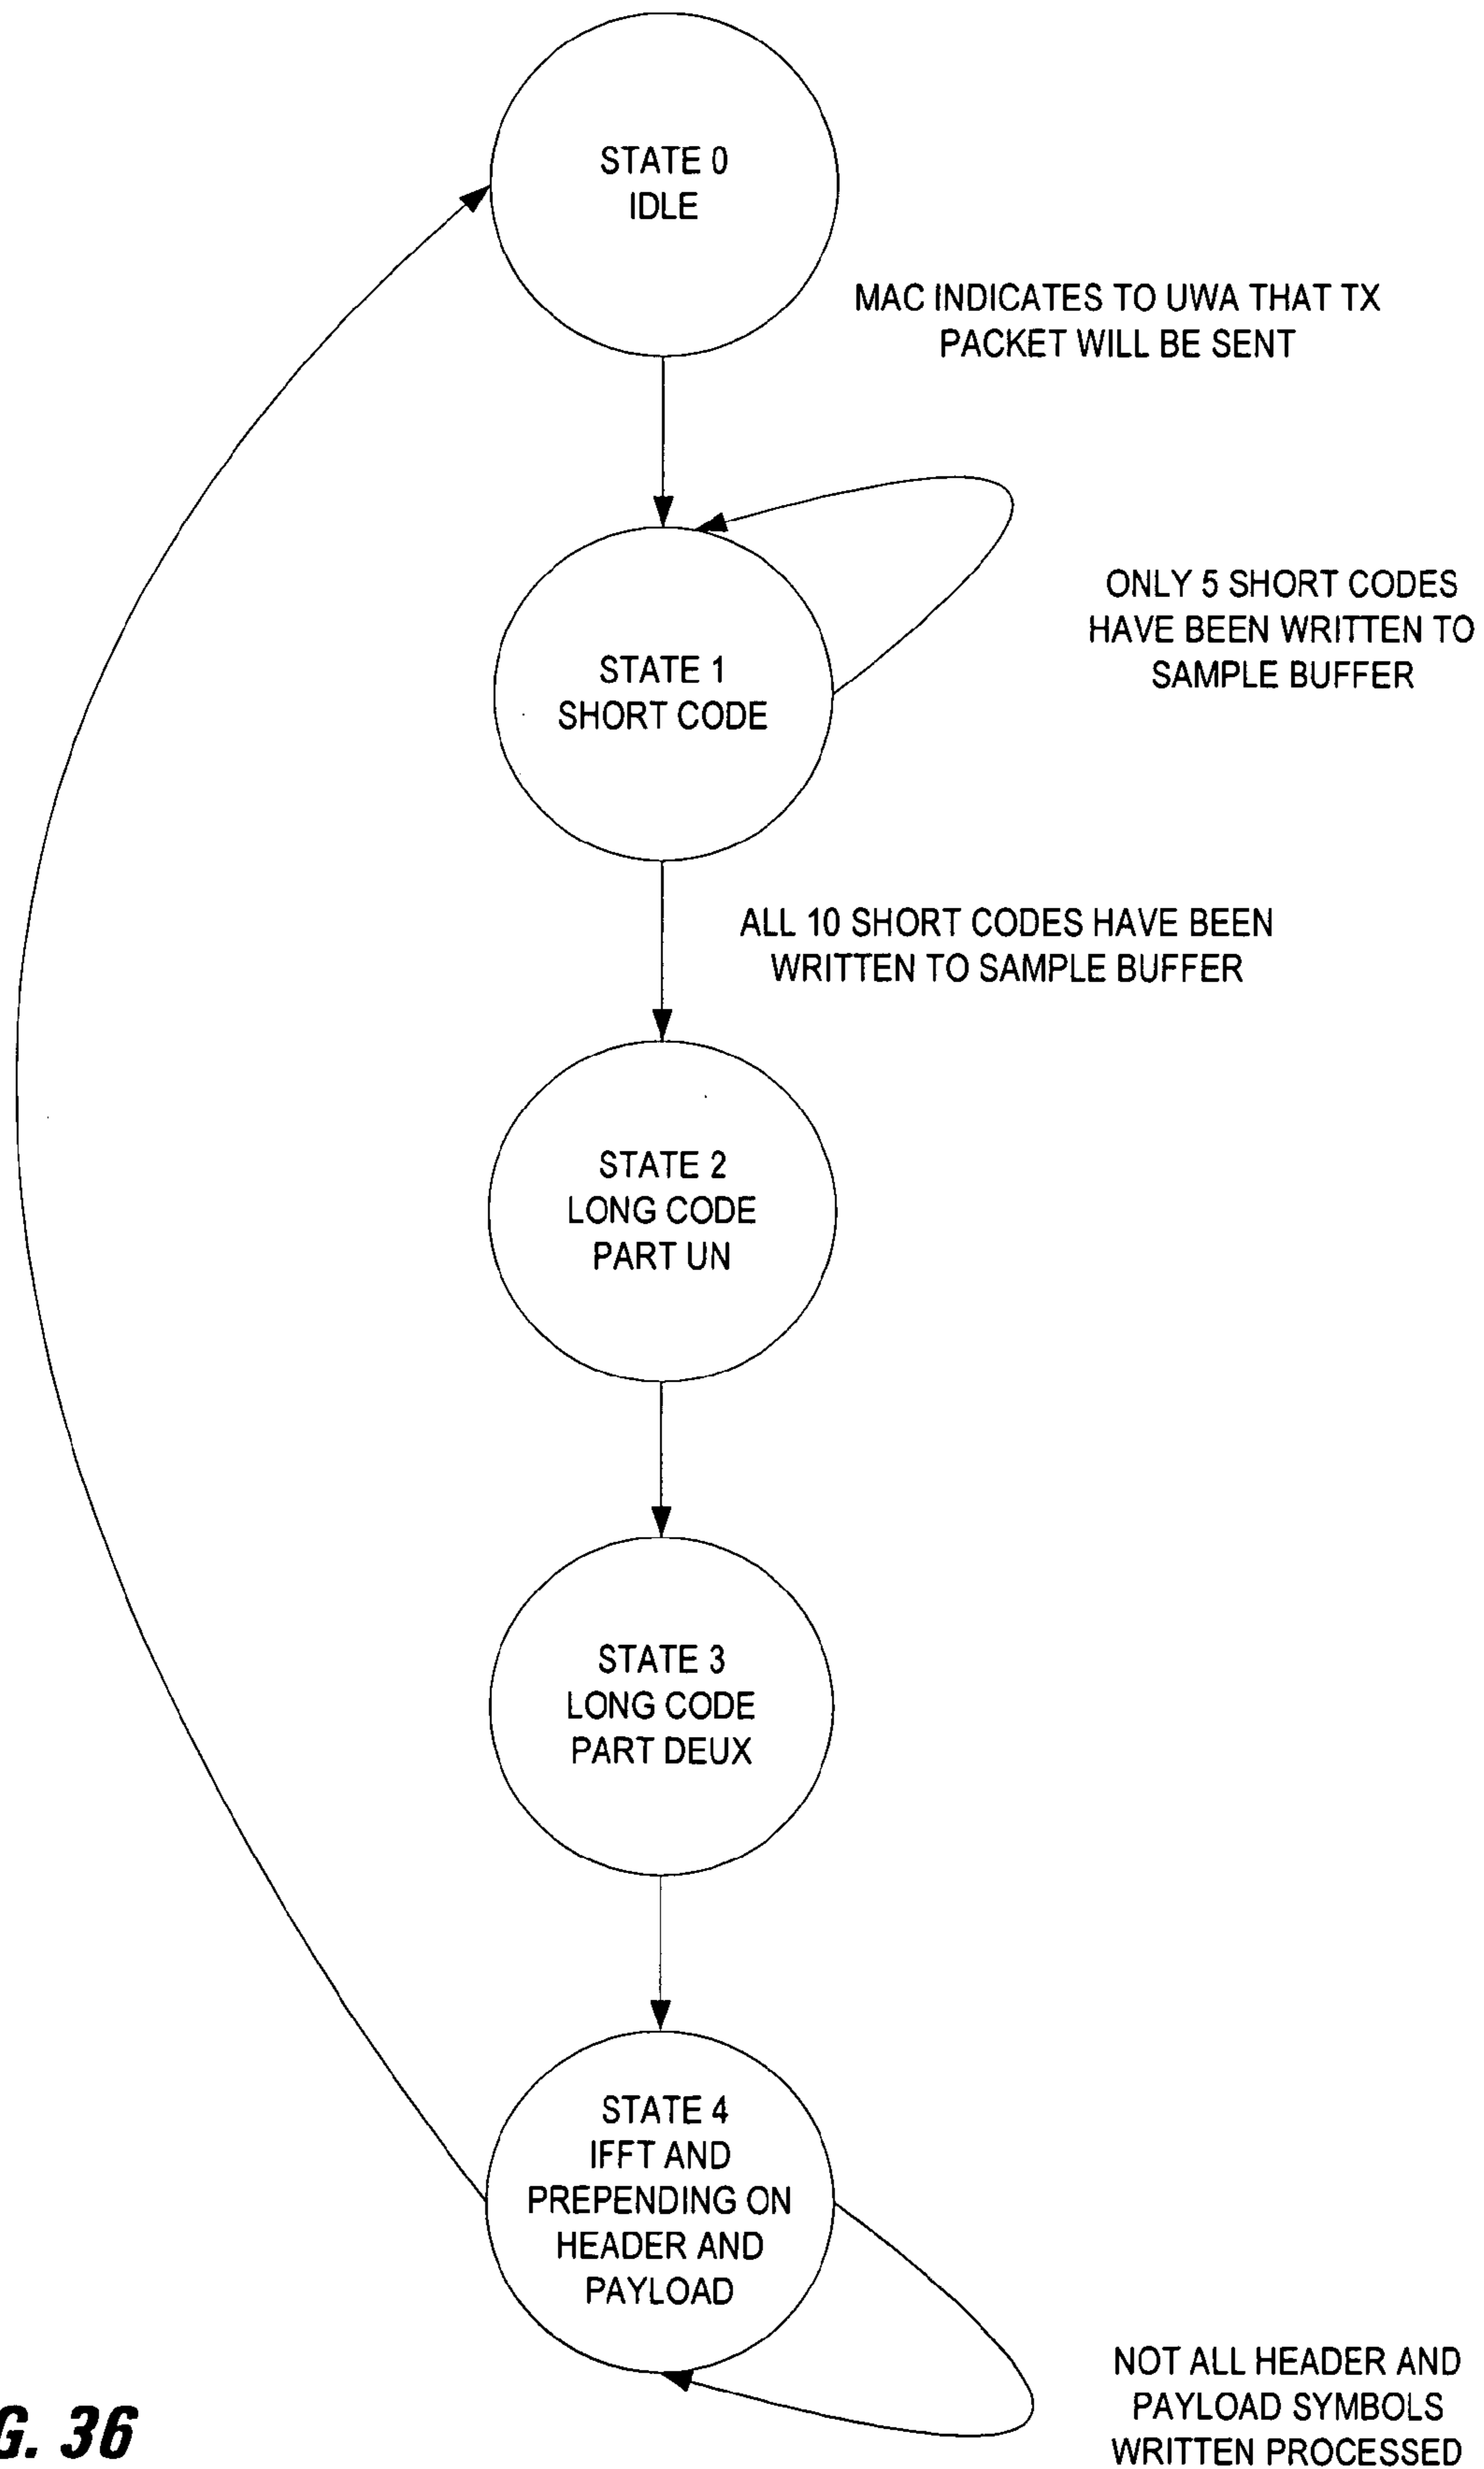 STATE 0
IDLE
MAC INDICATES TO UWA THAT TX
PACKET WILL BE SENT
ONLY 5 SHORT CODES
HAVE BEEN WRITTEN TO
SAMPLE BUFFER
STATE 1
SHORT CODE
ALL 10 SHORT CODES HAVE BEEN
WRITTEN TO SAMPLE BUFFER
STATE 2
LONG CODE
PART UN
STATE 3
LONG CODE
PART DEUX
STATE 4
IFFT AND
PREPENDING ON
HEADER AND
PAYLOAD
NOT ALL HEADER AND
PAYLOAD SYMBOLS
WRITTEN PROCESSED
G. 36